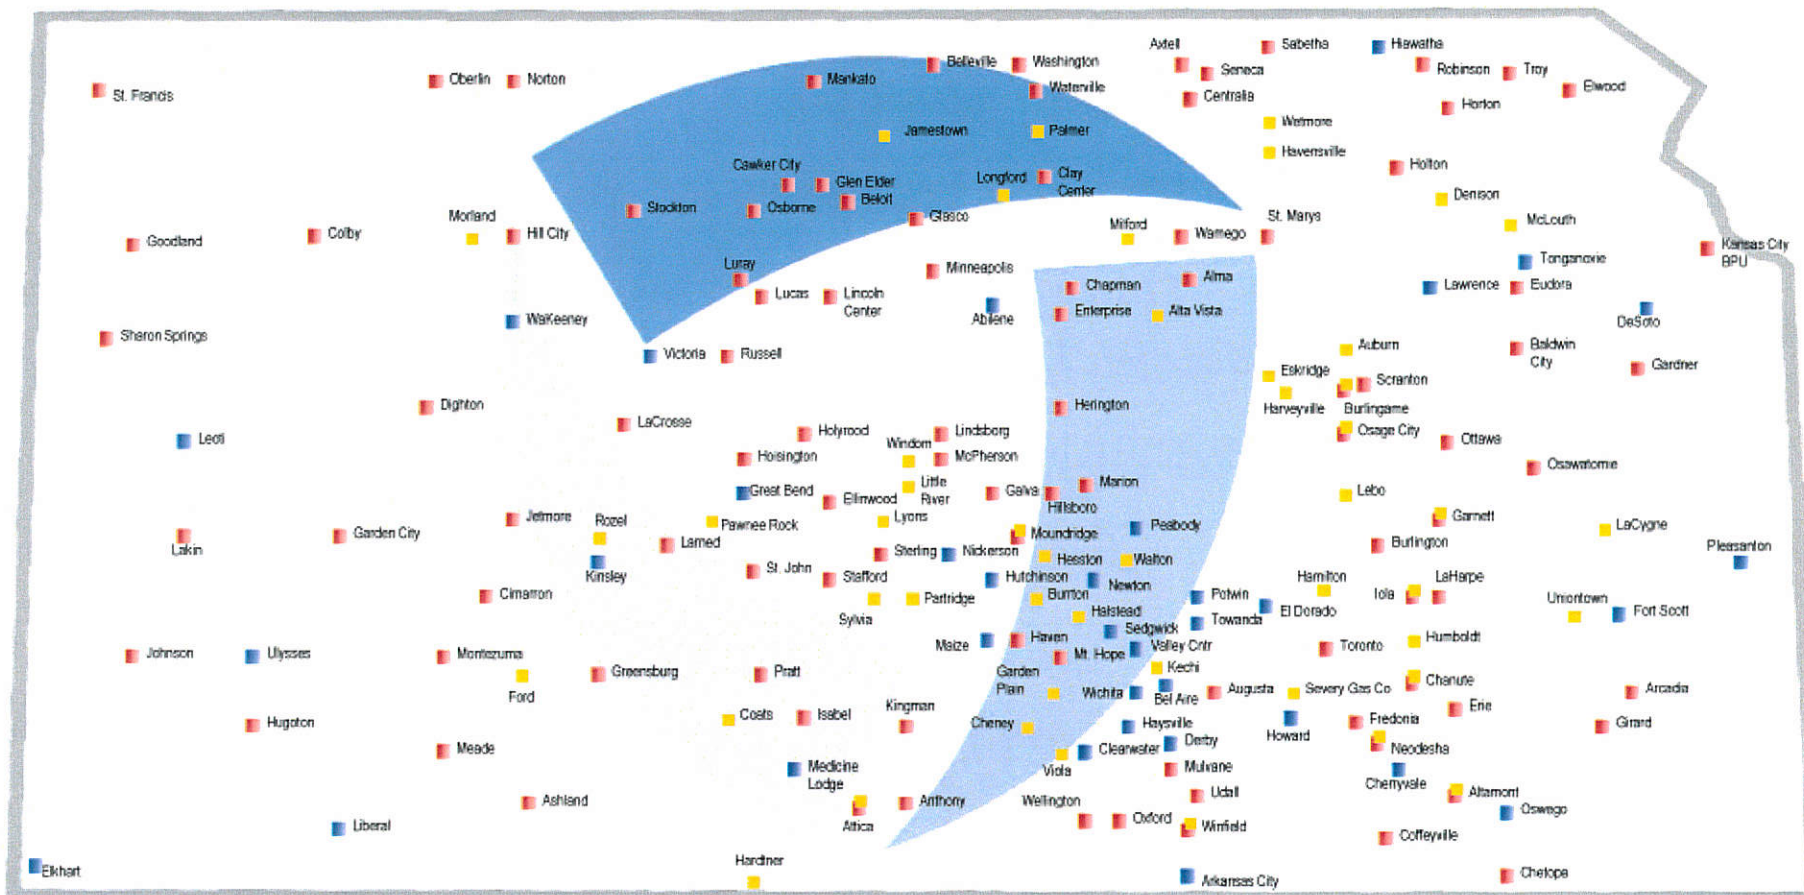 Axtell
Sabetha
Hiawatha
Belleville
Washington
Seneca
Robinson
Troy
St. Francis
Oberlin
Norton
Mankato
Waterville
Centralia
Horton
Elwood
Jamestown
Palmer
Wetmore
Havensville
Cawker City
Glen Elder
Longford
Clay
Center
Holton
Stockton
Osborne
Beloit
Denison
Morland
Glasco
Milford
St. Marys
McLouth
Goodland
Colby
Hill City
Wamego
Kansas City
BPU
Luray
Minneapolis
Tonganoxie
Lucas
Lincoln
Center
Chapman
Alma
Lawrence
Eudora
WaKeeney
Abilene
Enterprise
Alta Vista
DeSoto
Sharon Springs
Victoria
Russell
Auburn
Baldwin
City
Gardner
Eskridge
Scranton
Harveyville
Burlingame
Dighton
LaCrosse
Holyrood
Lindsborg
Herington
Osage City
Ottawa
Leoti
Hoisington
Windom
McPherson
Osawatomie
Great Bend
Ellinwood
Little
River
Galva
Marion
Hillsboro
Lebo
Jetmore
Rozel
Pawnee Rock
Lyons
Moundridge
Peabody
Garnett
LaCygne
Lakin
Garden City
Larned
Sterling
Nickerson
Hesston
Walton
Burlington
Pleasanton
Kinsley
St. John
Stafford
Hutchinson
Newton
Hamilton
LaHarpe
Cimarron
Sylvia
Partridge
Burrton
Halstead
Potwin
El Dorado
Iola
Uniontown
Fort Scott
Maize
Haven
Sedgwick
Towanda
Humboldt
Johnson
Ulysses
Montezuma
Mt. Hope
Valley Cntr
Toronto
Ford
Greensburg
Pratt
Garden
Plain
Kechi
Wichita
Bel Aire
Augusta
Severy Gas Co
Chanute
Arcadia
Hugoton
Coats
Isabel
Kingman
Cheney
Haysville
Howard
Fredonia
Erie
Girard
Meade
Viola
Clearwater
Derby
Neodesha
Medicine
Lodge
Mulvane
Cherryvale
Ashland
Attica
Anthony
Wellington
Udall
Altamont
Liberal
Oxford
Winfield
Oswego
Coffeyville
Elkhart
Hardtner
Arkansas City
Chetopa